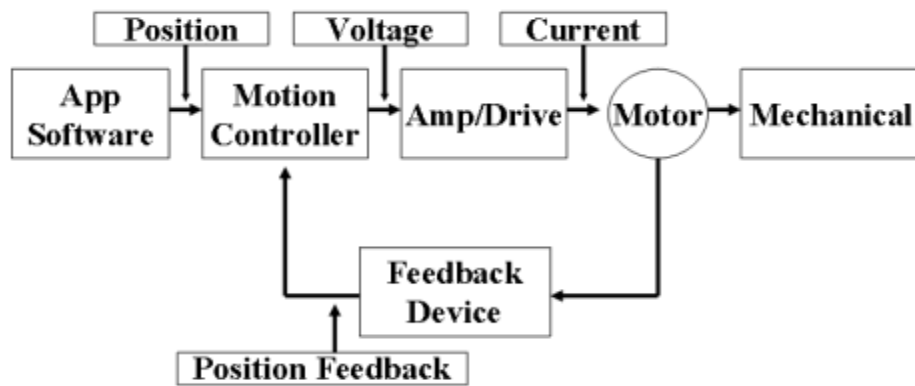 Position
Voltage
Current
App
Software
Motion
Controller
Amp/Drive
Motor
Mechanical
Feedback
Device
Position Feedback